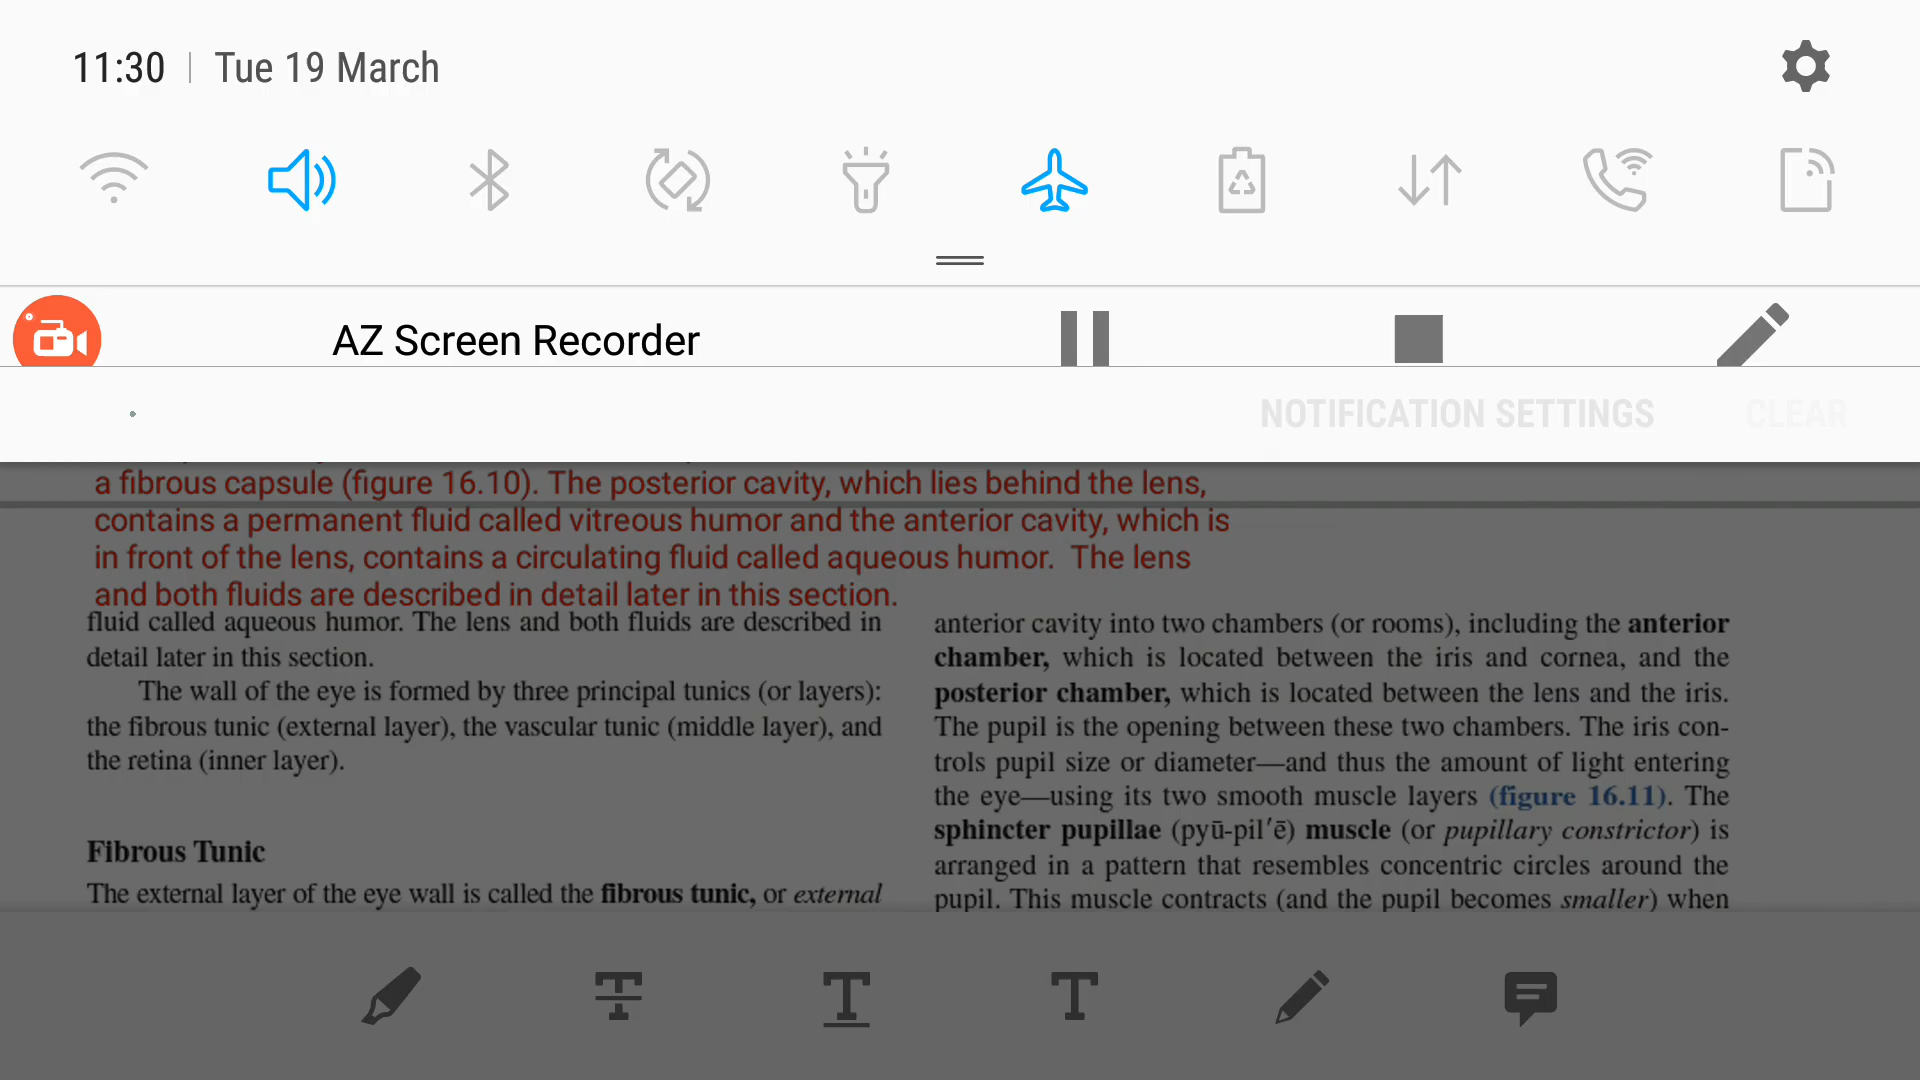 11:30 | Tue 19 March
AZ Screen Recorder
NOTIFICATION SETTINGS CLEAR
a fibrous capsule (figure 16.10). The posterior cavity, which lies behind the lens,
contains a permanent fluid called vitreous humor and the anterior cavity, which is
in front of the lens, contains a circulating fluid called aqueous humor. The lens
and both fluids are described in detail later in this section.
fluid called aqueous humor. The lens and both fluids are described in
detail later in this section.
The wall of the eye is formed by three principal tunics (or layers):
the fibrous tunic (external layer), the vascular tunic (middle layer), and
the retina (inner layer).
Fibrous Tunic
The external layer of the eye wall is called the fibrous tunic, or external
anterior cavity into two chambers (or rooms), including the anterior
chamber, which is located between the iris and cornea, and the
posterior chamber, which is located between the lens and the iris.
The pupil is the opening between these two chambers. The iris con-
trols pupil size or diameter—and thus the amount of light entering
the eye—using its two smooth muscle layers (figure 16.11). The
sphincter pupillae (pyū-pilʹē) muscle (or pupillary constrictor) is
arranged in a pattern that resembles concentric circles around the
pupil. This muscle contracts (and the pupil becomes smaller) when